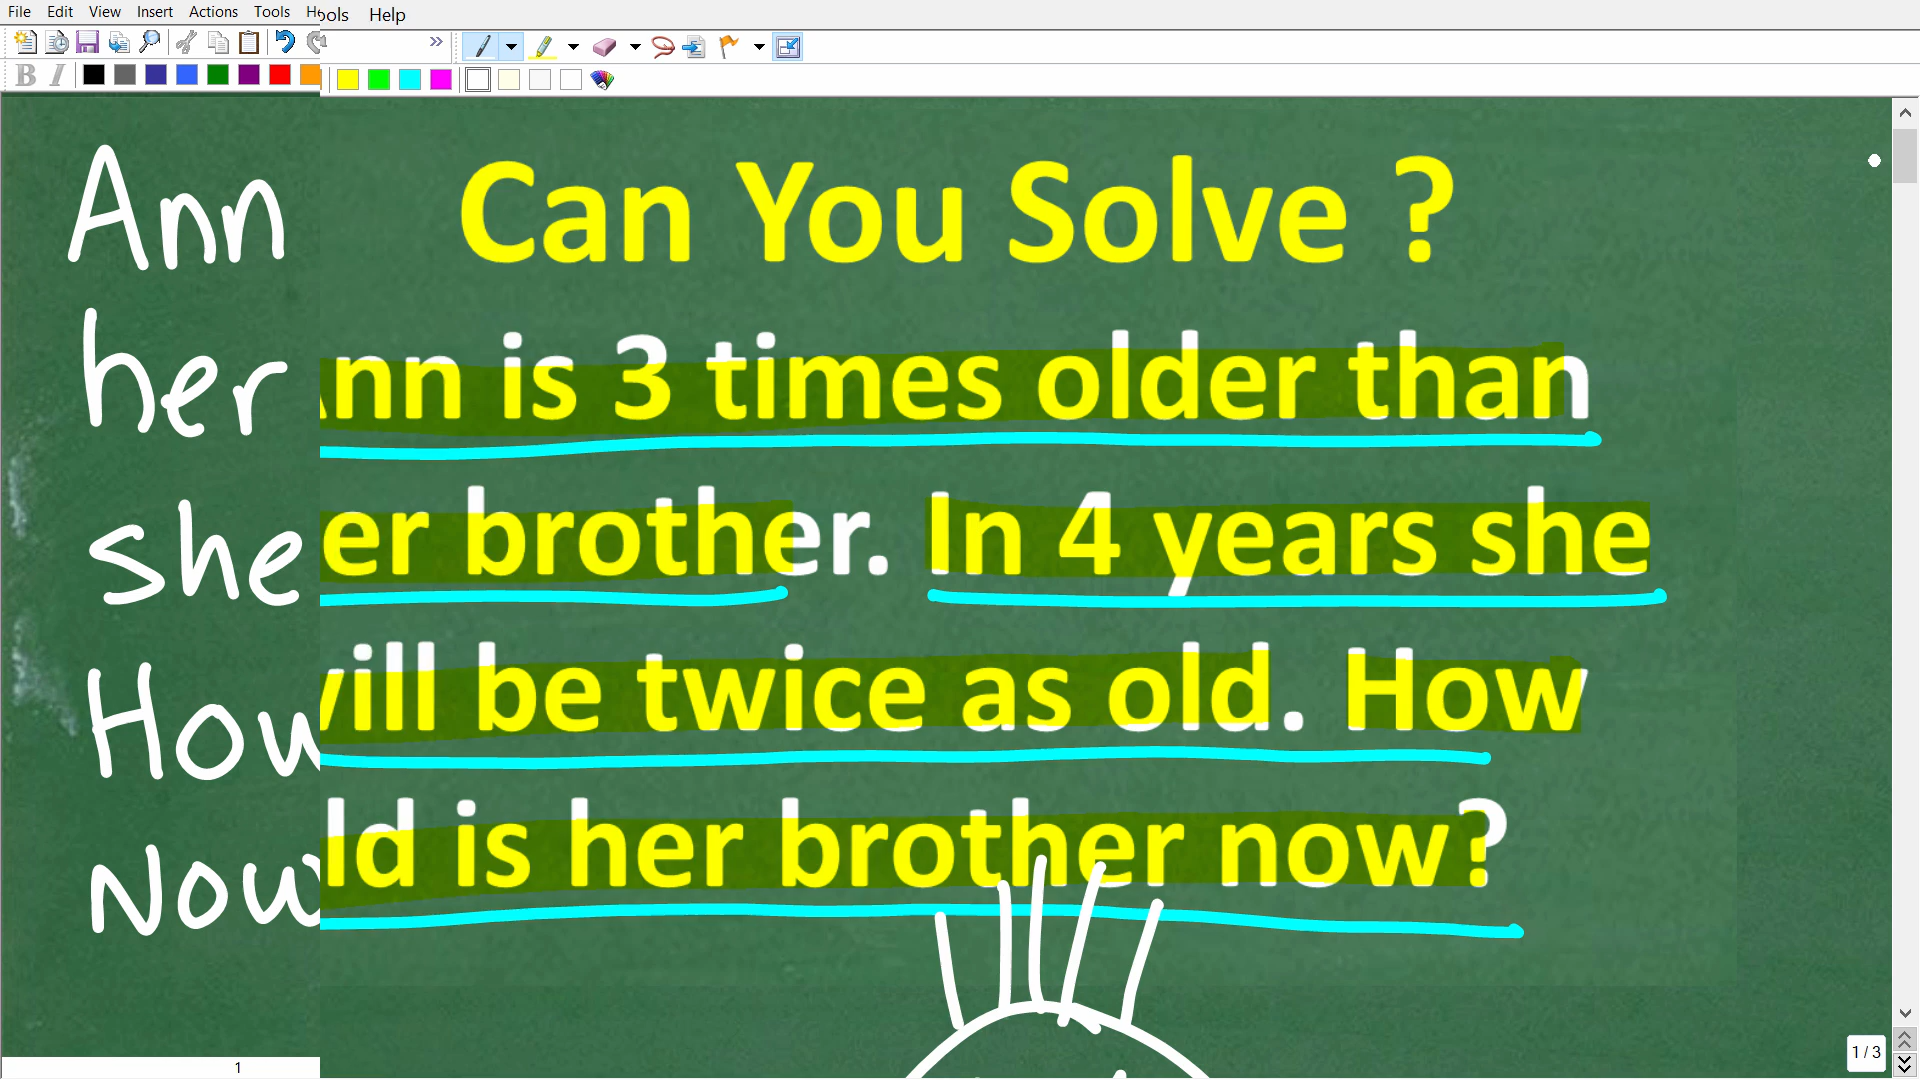 File Edit View Insert Actions Tools
Help
Can You Solve ?
Ann
nn is 3 times older than
her
er brother. In 4 years she
she
will be twice as old. How
How
ld is her brother now?
Now
1
1 / 3